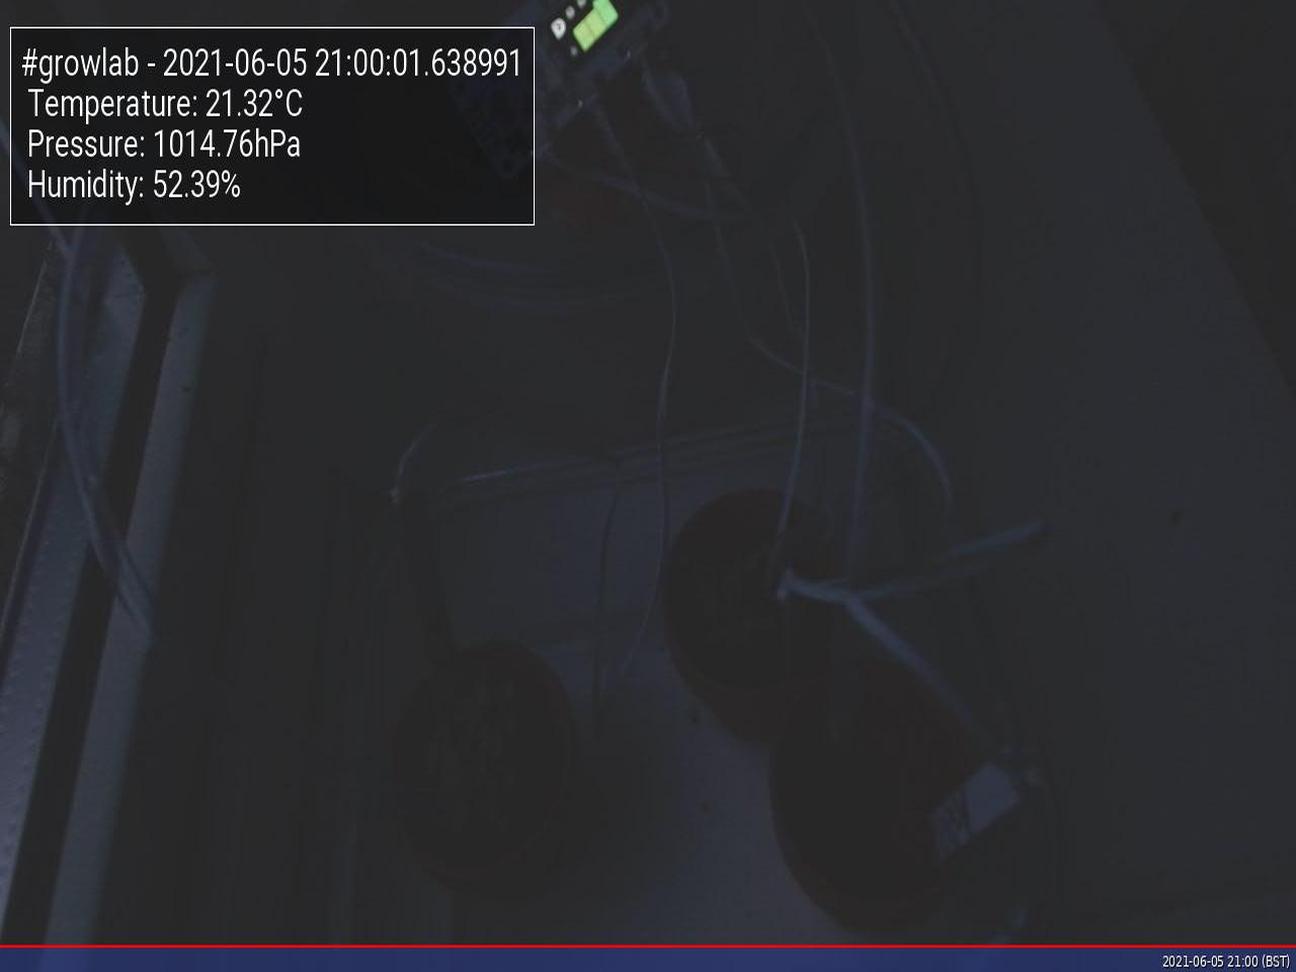 #growlab - 2021-06-05 21:00:01.638991
Temperature: 21.32°C
Pressure: 1014.76hPa
Humidity: 52.39%
2021-06-05 21:00 (BST)